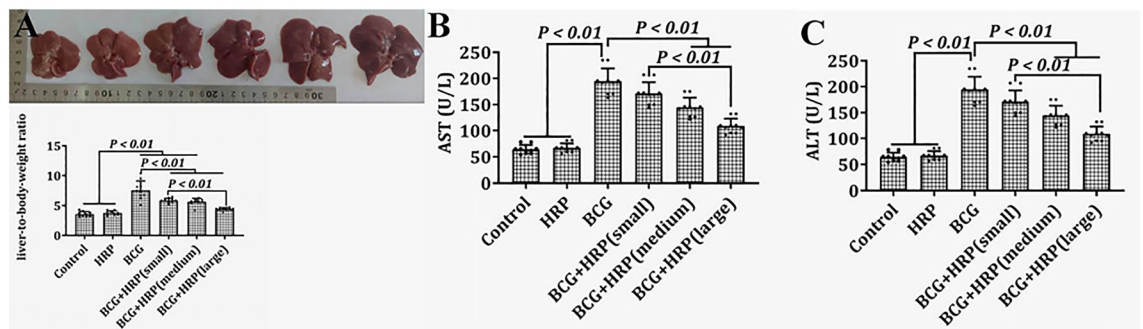 A
liver-to-body-weight ratio
15
10
5
0
P < 0.01
P < 0.01
P < 0.01
Control
HRP
BCG
BCG+HRP(small)
BCG+HRP(medium)
BCG+HRP(large)
B
AST (U/L)
250
200
150
100
50
0
P < 0.01
P < 0.01
P < 0.01
Control
HRP
BCG
BCG+HRP(small)
BCG+HRP(medium)
BCG+HRP(large)
C
ALT (U/L)
250
200
150
100
50
0
P < 0.01
P < 0.01
P < 0.01
Control
HRP
BCG
BCG+HRP(small)
BCG+HRP(medium)
BCG+HRP(large)